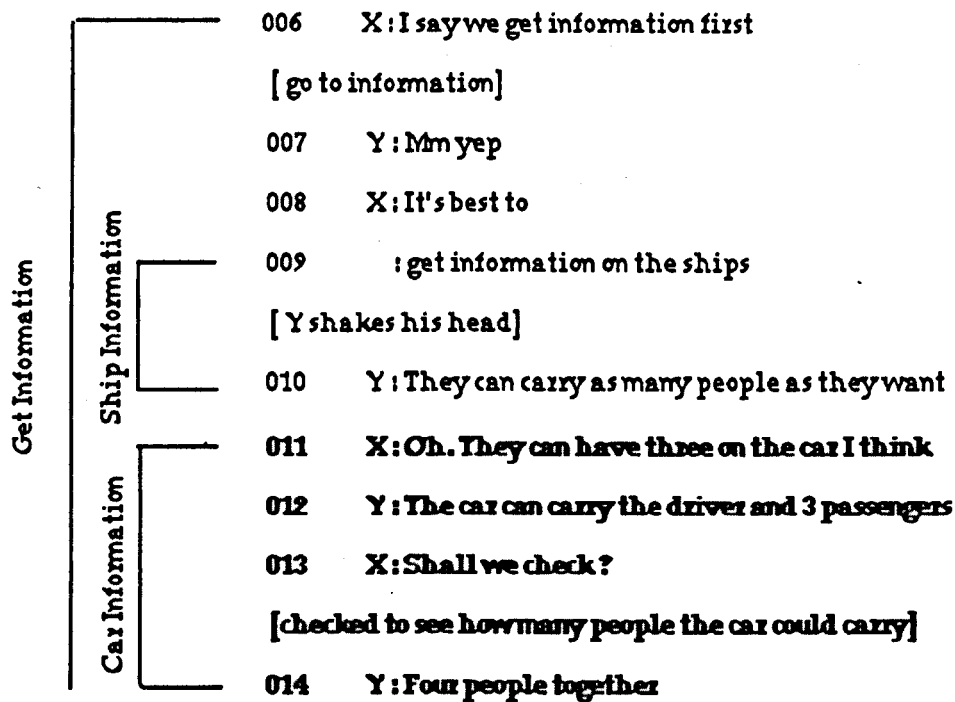 006 X:I say we get information first
[go to information]
007 Y:Mm yep
008 X:It's best to
009 :get information on the ships
[Y shakes his head]
010 Y:They can carry as many people as they want
011 X:Oh. They can have three on the car I think
012 Y:The car can carry the driver and 3 passengers
013 X:Shall we check?
[checked to see how many people the car could carry]
014 Y:Four people together
Get Information
Ship Information
Car Information